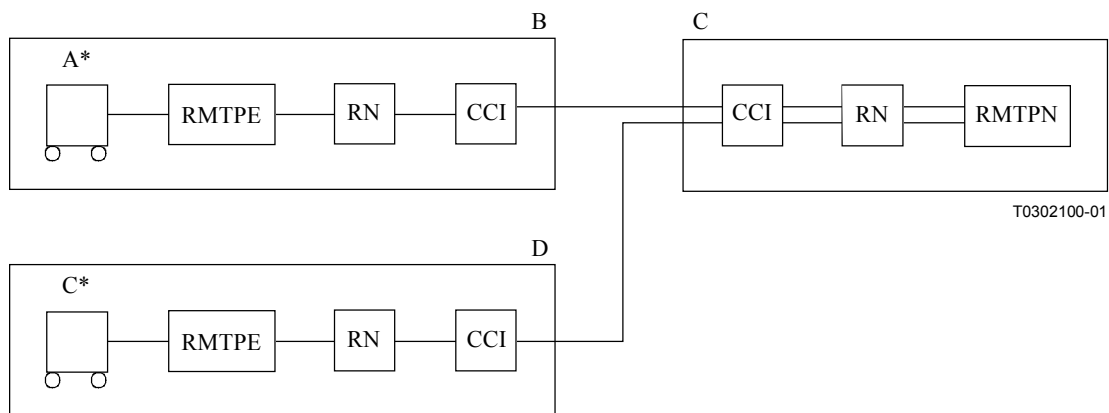 B
C
A*
RMTPE
RN
CCI
CCI
RN
RMTPN
T0302100-01
D
C*
RMTPE
RN
CCI